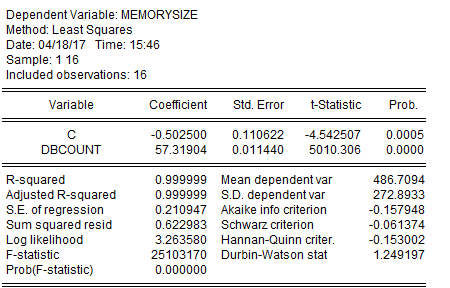 Dependent Variable: MEMORYSIZE
Method: Least Squares
Date: 04/18/17 Time: 15:46
Sample: 1 16
Included observations: 16
Variable Coefficient Std. Error t-Statistic Prob.
C -0.502500 0.110622 -4.542507 0.0005
DBCOUNT 57.31904 0.011440 5010.306 0.0000
R-squared 0.999999 Mean dependent var 486.7094
Adjusted R-squared 0.999999 S.D. dependent var 272.8933
S.E. of regression 0.210947 Akaike info criterion -0.157948
Sum squared resid 0.622983 Schwarz criterion -0.061374
Log likelihood 3.263580 Hannan-Quinn criter. -0.153002
F-statistic 25103170 Durbin-Watson stat 1.249197
Prob(F-statistic) 0.000000